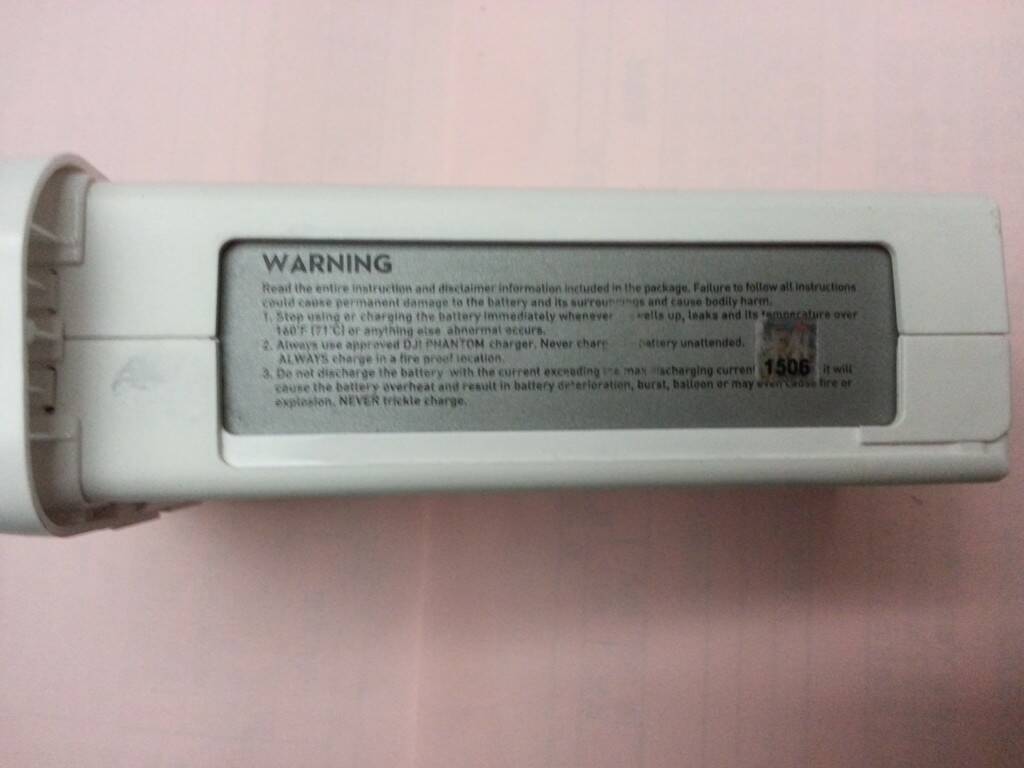 WARNING
Read the entire instruction and disclaimer information included in the package. Failure to follow all instructions
could cause permanent damage to the battery and its surroundings and cause bodily harm.
1. Stop using or charging the battery immediately whenever ells up, leaks and its temperature over
160°F (71°C) or anything else abnormal occurs.
2. Always use approved DJI PHANTOM charger. Never char attery unattended.
ALWAYS charge in a fire proof location.
3. Do not discharge the battery with the current exceeding max discharging current it will
cause the battery overheat and result in battery deterioration, burst, balloon or may even cause fire or
explosion. NEVER trickle charge.
1506